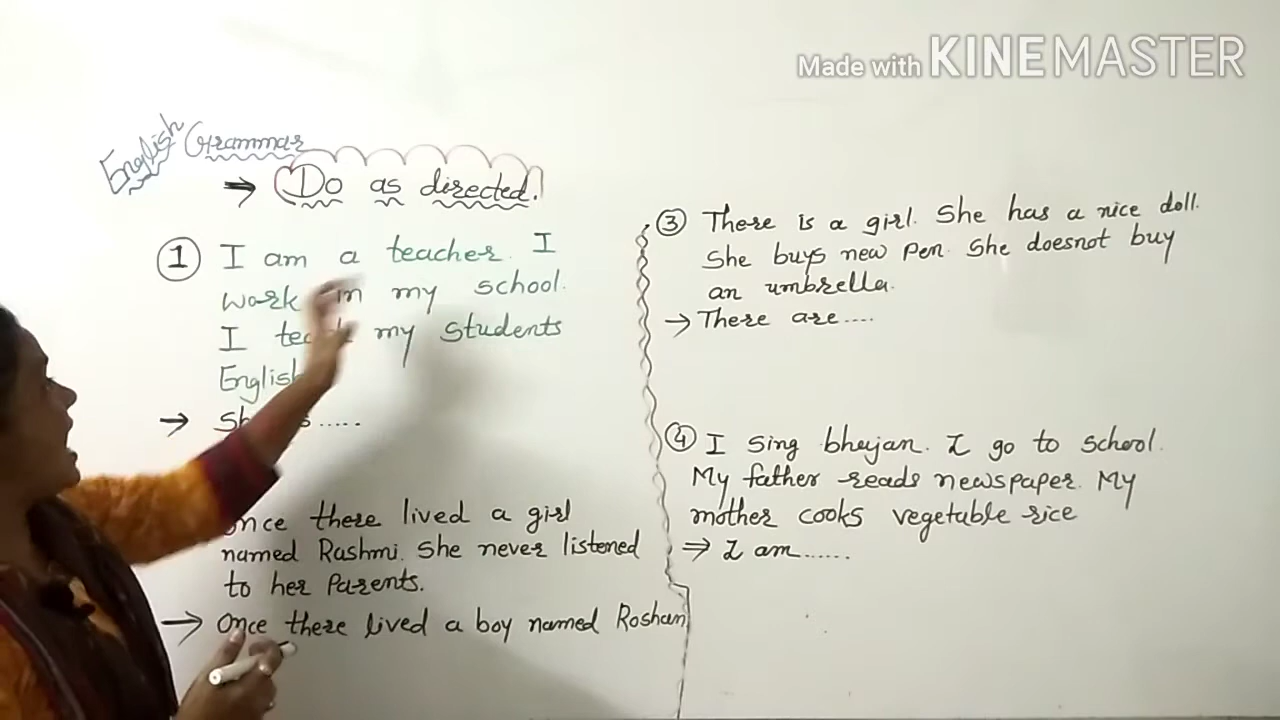 Made with KINEMASTER
English Grammar
→ Do as directed.
① I am a teacher. I
work in my school.
I teach my students
English
→ .....
Once there lived a girl
named Rashmi. She never listened
to her Parents.
→ Once there lived a boy named Roshan
③ There is a girl. She has a nice doll.
She buys new pen. She doesnot buy
an umbrella.
→ There are....
④ I sing bhajan. I go to school.
My father reads newspaper. My
mother cooks vegetable rice
⇒ I am......